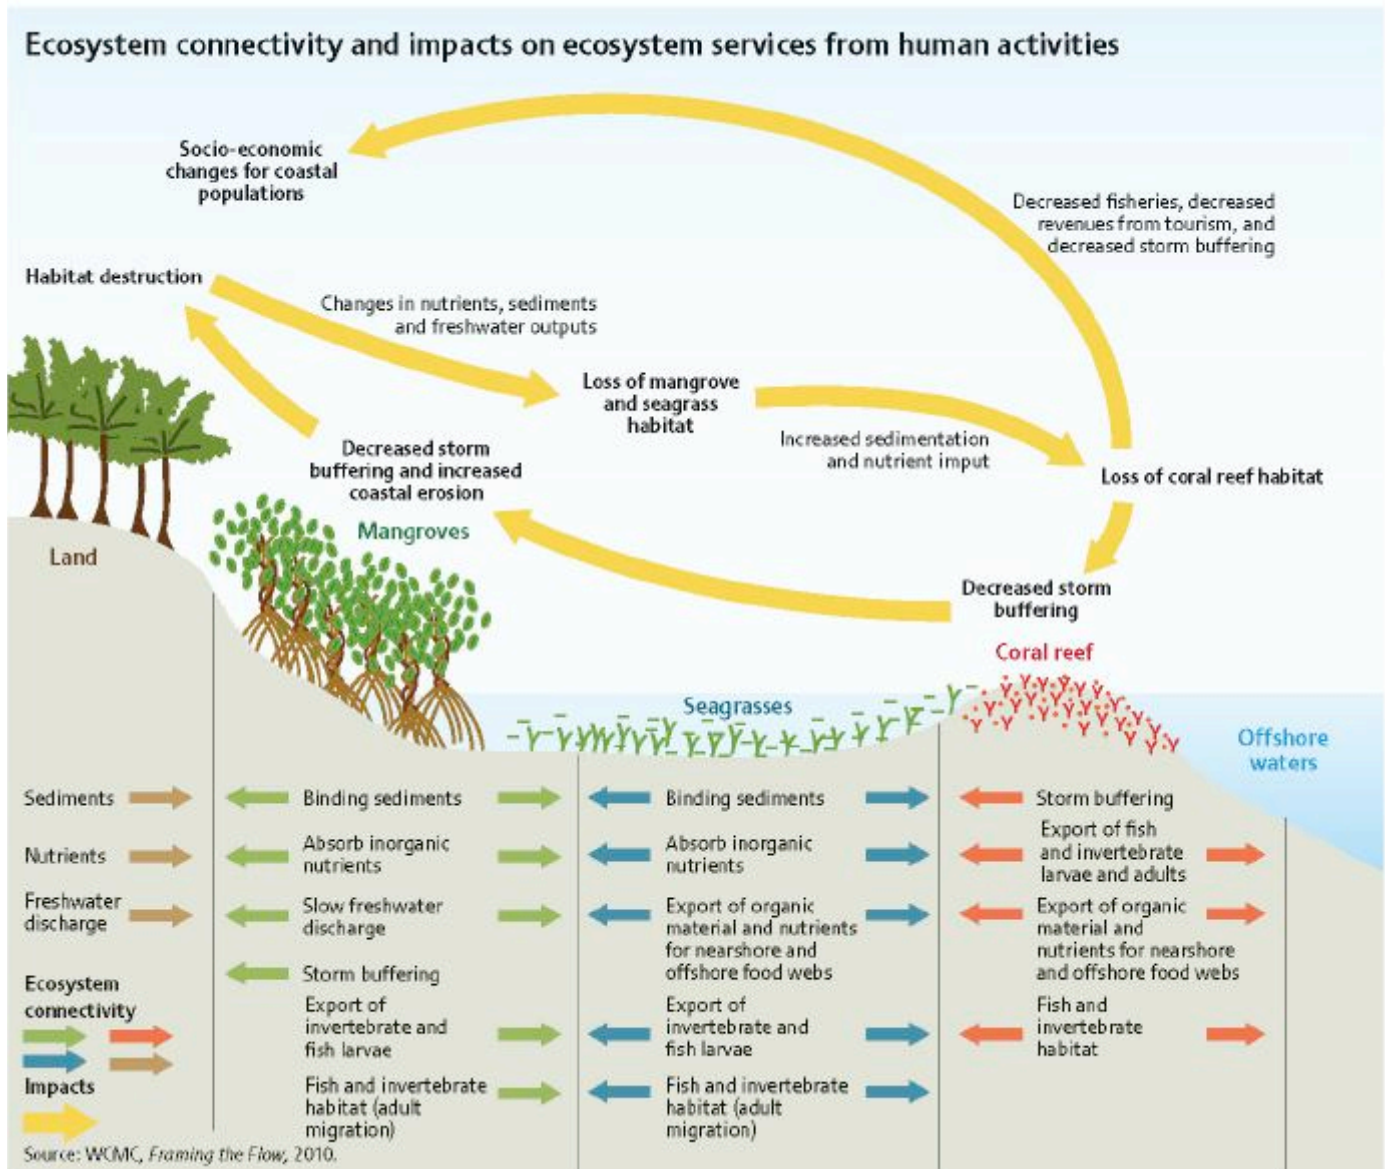 Ecosystem connectivity and impacts on ecosystem services from human activities
Socio-economic
changes for coastal
populations
Decreased fisheries, decreased
revenues from tourism, and
decreased storm buffering
Habitat destruction
Changes in nutrients, sediments
and freshwater outputs
Loss of mangrove
and seagrass
habitat
Increased sedimentation
and nutrient imput
Loss of coral reef habitat
Decreased storm
buffering and increased
coastal erosion
Mangroves
Land
Decreased storm
buffering
Coral reef
Seagrasses
Offshore
waters
Sediments
Nutrients
Freshwater
discharge
Binding sediments
Absorb inorganic
nutrients
Slow freshwater
discharge
Storm buffering
Export of
invertebrate and
fish larvae
Fish and invertebrate
habitat (adult
migration)
Binding sediments
Absorb inorganic
nutrients
Export of organic
material and nutrients
for nearshore and
offshore food webs
Export of
invertebrate and
fish larvae
Fish and invertebrate
habitat (adult
migration)
Storm buffering
Export of fish
and invertebrate
larvae and adults
Export of organic
material and
nutrients for nearshore
and offshore food webs
Fish and
invertebrate
habitat
Ecosystem
connectivity
Impacts
Source: WCMC, Framing the Flow, 2010.